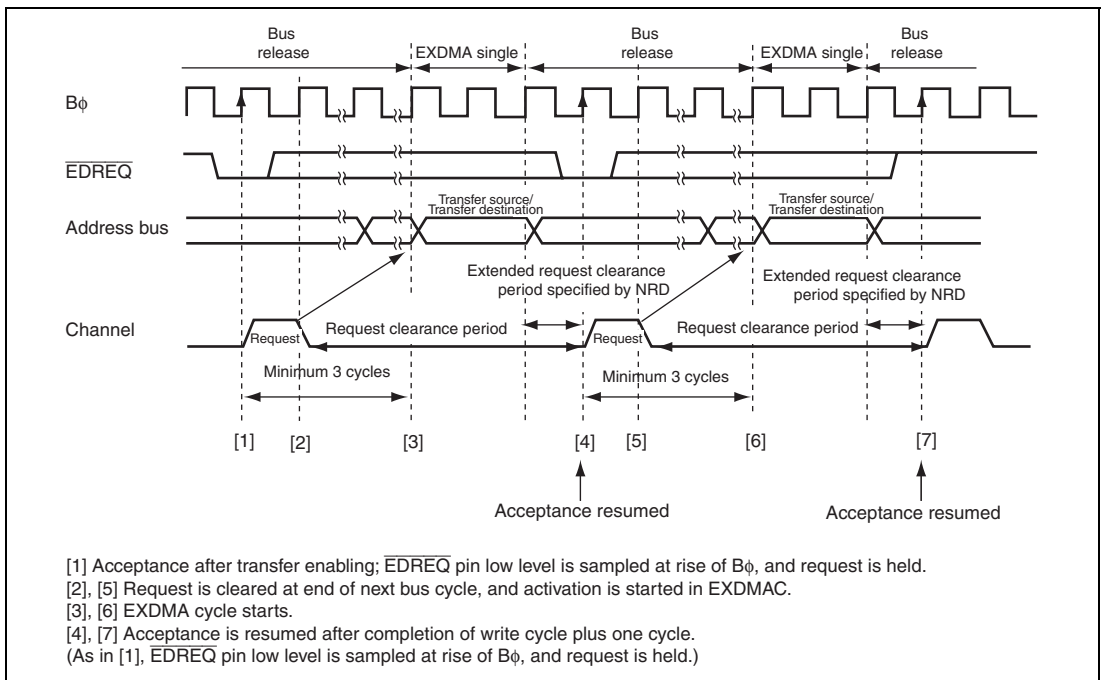 Bus release
EXDMA single
Bus release
EXDMA single
Bus release
Bφ
EDREQ
Address bus
Transfer source/
Transfer destination
Transfer source/
Transfer destination
Extended request clearance
period specified by NRD
Extended request clearance
period specified by NRD
Channel
Request
Request clearance period
Request
Request clearance period
Minimum 3 cycles
Minimum 3 cycles
[1]
[2]
[3]
[4]
[5]
[6]
[7]
Acceptance resumed
Acceptance resumed
[1] Acceptance after transfer enabling; EDREQ pin low level is sampled at rise of Bφ, and request is held.
[2], [5] Request is cleared at end of next bus cycle, and activation is started in EXDMAC.
[3], [6] EXDMA cycle starts.
[4], [7] Acceptance is resumed after completion of write cycle plus one cycle.
(As in [1], EDREQ pin low level is sampled at rise of Bφ, and request is held.)